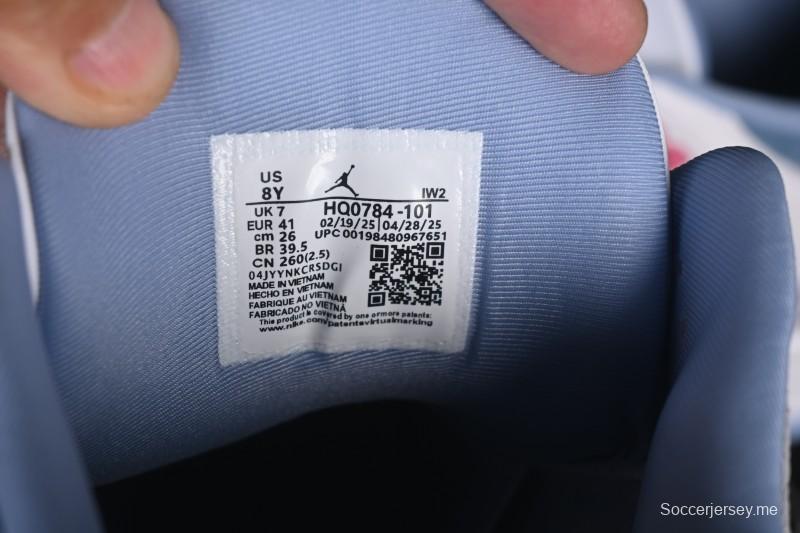 US
8Y
IW2
UK 7
HQ0784-101
EUR 41
02/19/25 | 04/28/25
cm 26
UPC 00198480967651
BR 39.5
CN 260(2.5)
04JYYNKCRSDGI
MADE IN VIETNAM
HECHO EN VIETNAM
FABRIQUE AU VIETNAM
FABRICADO NO VIETNÃ
This product is covered by one or more patents:
www.nike.com/patentsvirtualmarking
Soccerjersey.me